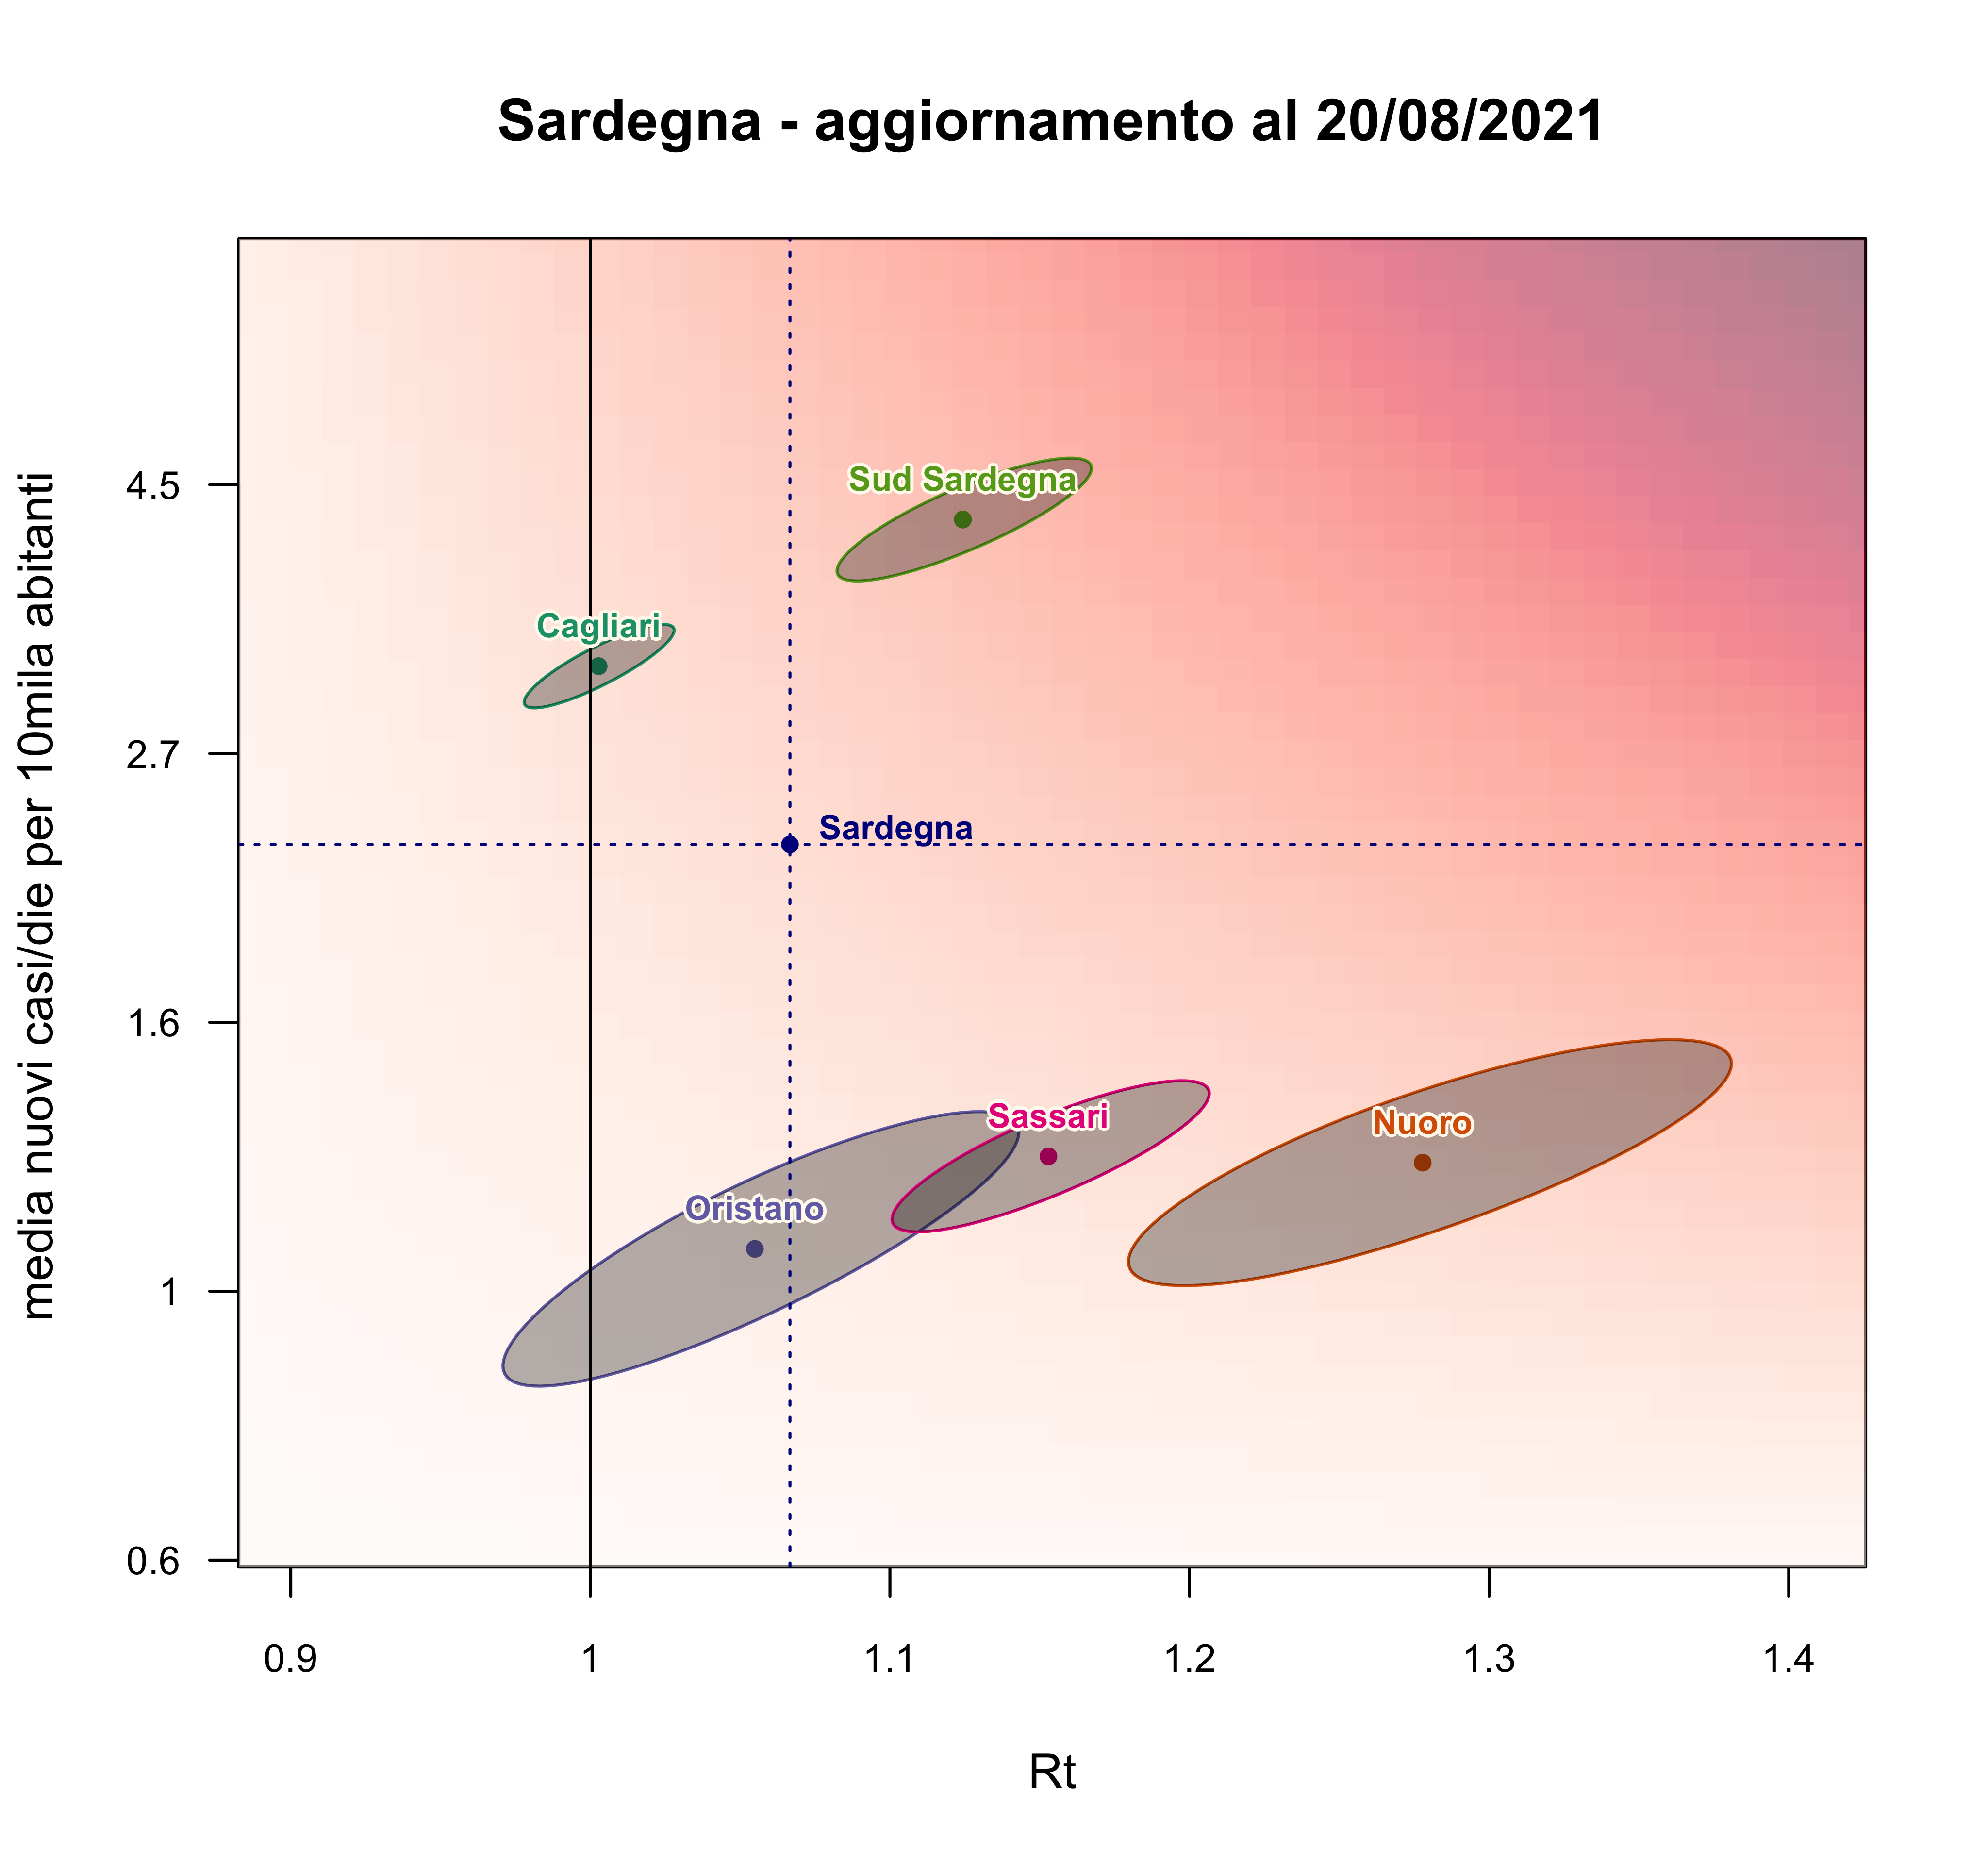 Sardegna - aggiornamento al 20/08/2021
media nuovi casi/die per 10mila abitanti
4.5
2.7
1.6
1
0.6
Sud Sardegna
Cagliari
Sardegna
Sassari
Nuoro
Oristano
0.9
1
1.1
1.2
1.3
1.4
Rt